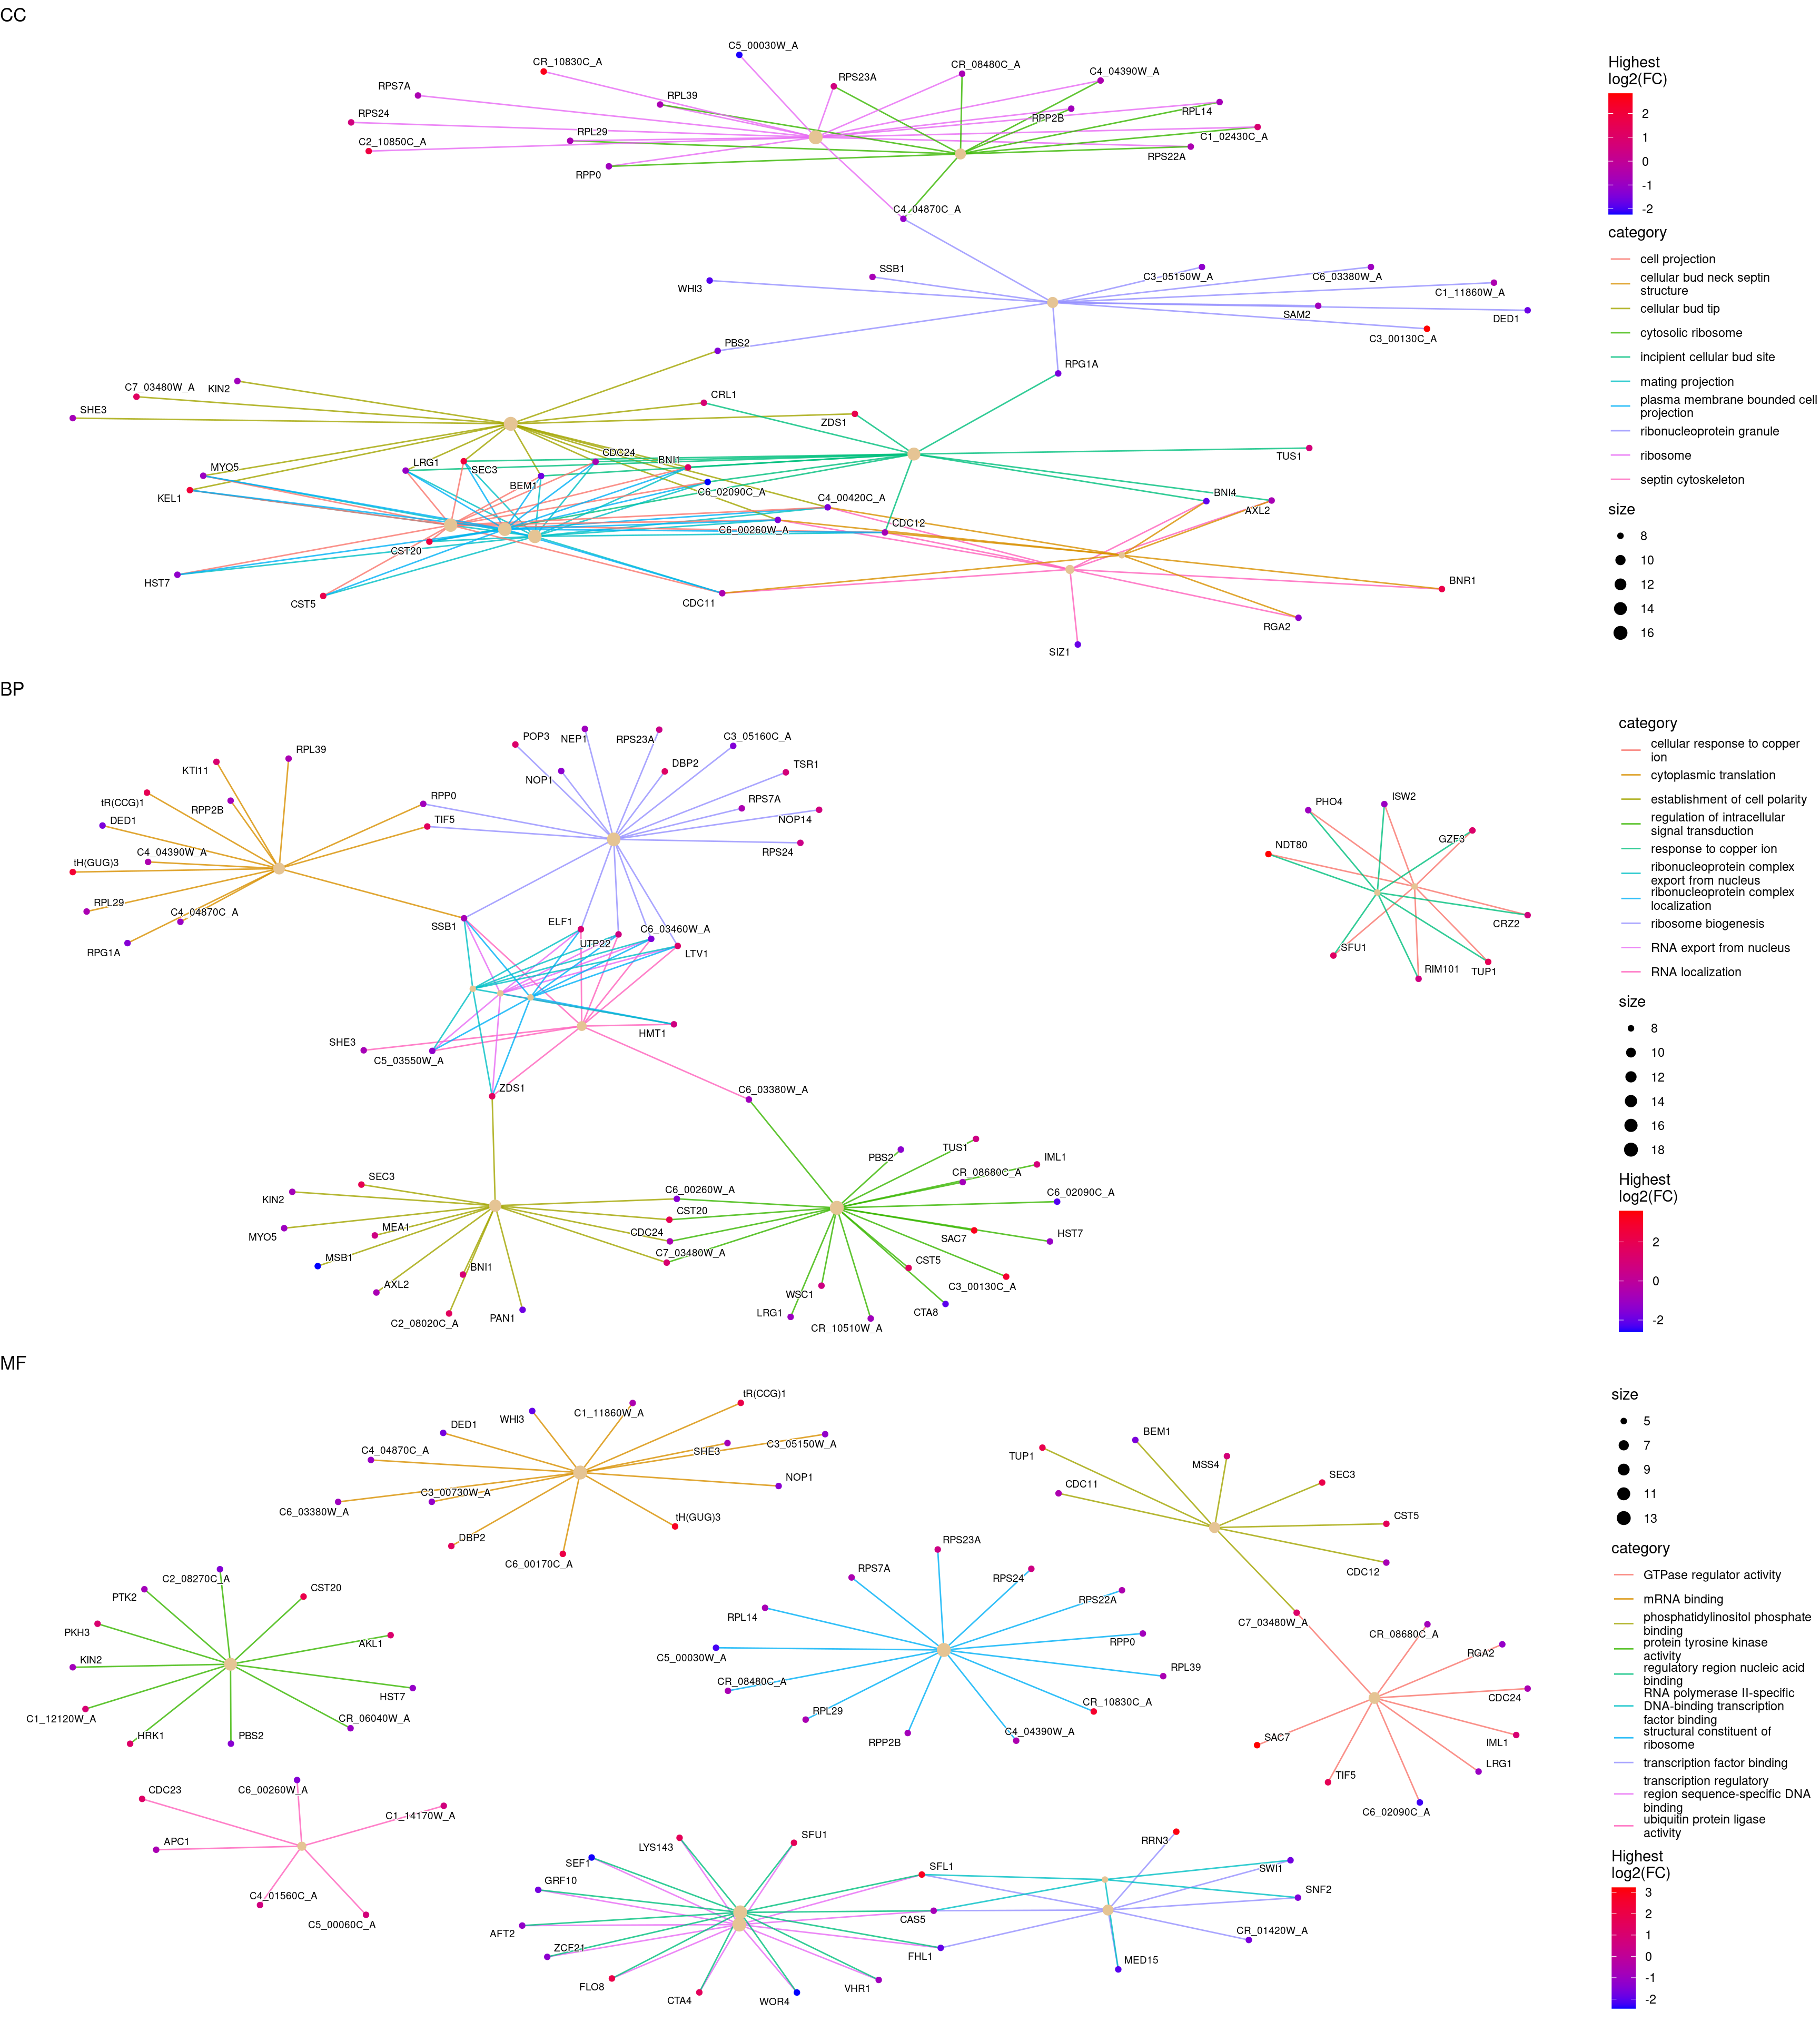 CC
C5_00030W_A
CR_10830C_A
RPS23A
CR_08480C_A
C4_04390W_A
RPS7A
RPL39
RPP2B
RPL14
RPS24
RPL29
C1_02430C_A
C2_10850C_A
RPS22A
RPP0
C4_04870C_A
SSB1
C3_05150W_A
C6_03380W_A
WHI3
C1_11860W_A
SAM2
DED1
C3_00130C_A
PBS2
RPG1A
C7_03480W_A
KIN2
CRL1
SHE3
ZDS1
CDC24
TUS1
MYO5
LRG1
SEC3
BNI1
BEM1
KEL1
C6_02090C_A
C4_00420C_A
BNI4
AXL2
C6_00260W_A
CDC12
CST20
HST7
CST5
CDC11
BNR1
RGA2
SIZ1
Highest
log2(FC)
2
1
0
-1
-2
category
cell projection
cellular bud neck septin
structure
cellular bud tip
cytosolic ribosome
incipient cellular bud site
mating projection
plasma membrane bounded cell
projection
ribonucleoprotein granule
ribosome
septin cytoskeleton
size
8
10
12
14
16
BP
POP3
NEP1
RPS23A
C3_05160C_A
RPL39
KTI11
NOP1
DBP2
TSR1
tR(CCG)1
RPP2B
RPP0
RPS7A
DED1
TIF5
NOP14
C4_04390W_A
RPS24
tH(GUG)3
RPL29
C4_04870C_A
SSB1
ELF1
C6_03460W_A
UTP22
LTV1
RPG1A
HMT1
SHE3
C5_03550W_A
ZDS1
C6_03380W_A
PHO4
ISW2
GZF3
NDT80
CRZ2
SFU1
RIM101
TUP1
PBS2
TUS1
IML1
SEC3
CR_08680C_A
KIN2
C6_00260W_A
C6_02090C_A
CST20
MYO5
MEA1
CDC24
SAC7
HST7
MSB1
C7_03480W_A
BNI1
CST5
AXL2
C3_00130C_A
WSC1
C2_08020C_A
PAN1
LRG1
CR_10510W_A
CTA8
category
cellular response to copper
ion
cytoplasmic translation
establishment of cell polarity
regulation of intracellular
signal transduction
response to copper ion
ribonucleoprotein complex
export from nucleus
ribonucleoprotein complex
localization
ribosome biogenesis
RNA export from nucleus
RNA localization
size
8
10
12
14
16
18
Highest
log2(FC)
2
0
-2
MF
tR(CCG)1
WHI3
C1_11860W_A
DED1
SHE3
C3_05150W_A
C4_04870C_A
NOP1
C3_00730W_A
C6_03380W_A
tH(GUG)3
DBP2
C6_00170C_A
BEM1
TUP1
MSS4
SEC3
CDC11
CST5
CDC12
C7_03480W_A
C2_08270C_A
CST20
PTK2
PKH3
AKL1
KIN2
HST7
C1_12120W_A
CR_06040W_A
HRK1
PBS2
RPS23A
RPS7A
RPS24
RPS22A
RPL14
RPP0
C5_00030W_A
RPL39
CR_08480C_A
CR_10830C_A
RPL29
RPP2B
C4_04390W_A
CR_08680C_A
RGA2
CDC24
SAC7
IML1
LRG1
TIF5
C6_02090C_A
CDC23
C6_00260W_A
C1_14170W_A
APC1
C4_01560C_A
C5_00060C_A
LYS143
SFU1
RRN3
SEF1
SFL1
SWI1
GRF10
SNF2
CAS5
AFT2
CR_01420W_A
ZCF21
FHL1
MED15
FLO8
CTA4
WOR4
VHR1
size
5
7
9
11
13
category
GTPase regulator activity
mRNA binding
phosphatidylinositol phosphate
binding
protein tyrosine kinase
activity
regulatory region nucleic acid
binding
RNA polymerase II-specific
DNA-binding transcription
factor binding
structural constituent of
ribosome
transcription factor binding
transcription regulatory
region sequence-specific DNA
binding
ubiquitin protein ligase
activity
Highest
log2(FC)
3
2
1
0
-1
-2